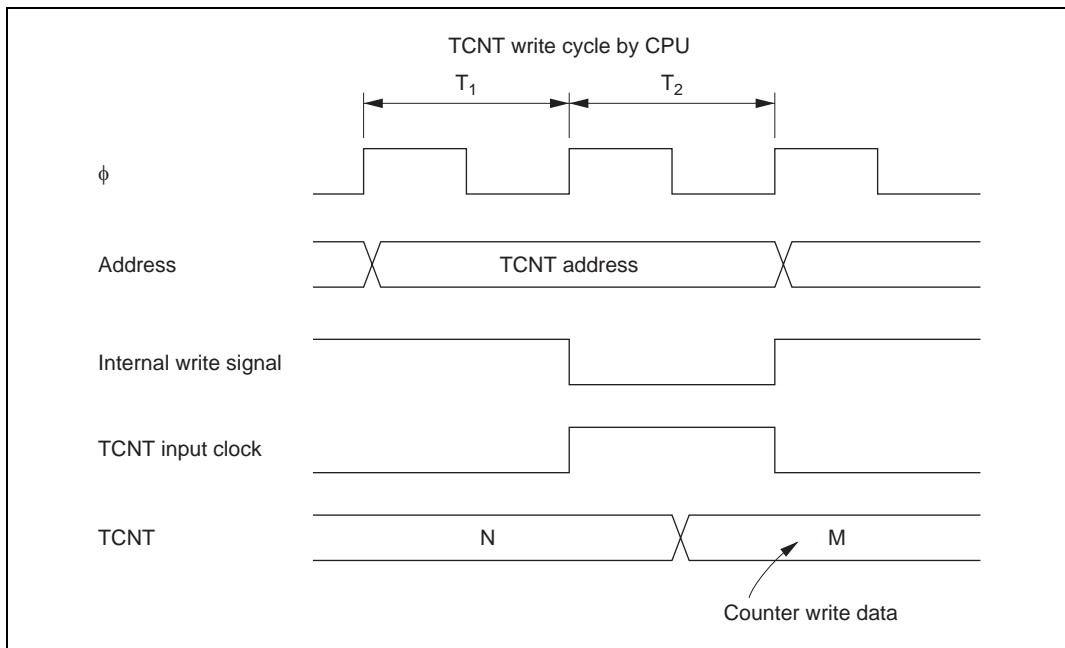 TCNT write cycle by CPU
T1 T2
ϕ
Address TCNT address
Internal write signal
TCNT input clock
TCNT N M
Counter write data